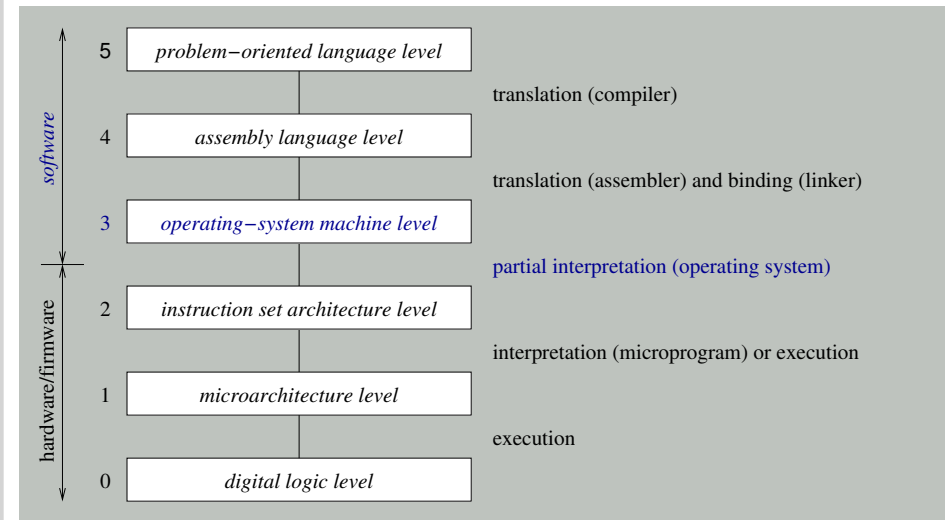 5 problem−oriented language level
translation (compiler)
4 assembly language level
translation (assembler) and binding (linker)
3 operating−system machine level
partial interpretation (operating system)
2 instruction set architecture level
interpretation (microprogram) or execution
1 microarchitecture level
execution
0 digital logic level
software
hardware/firmware